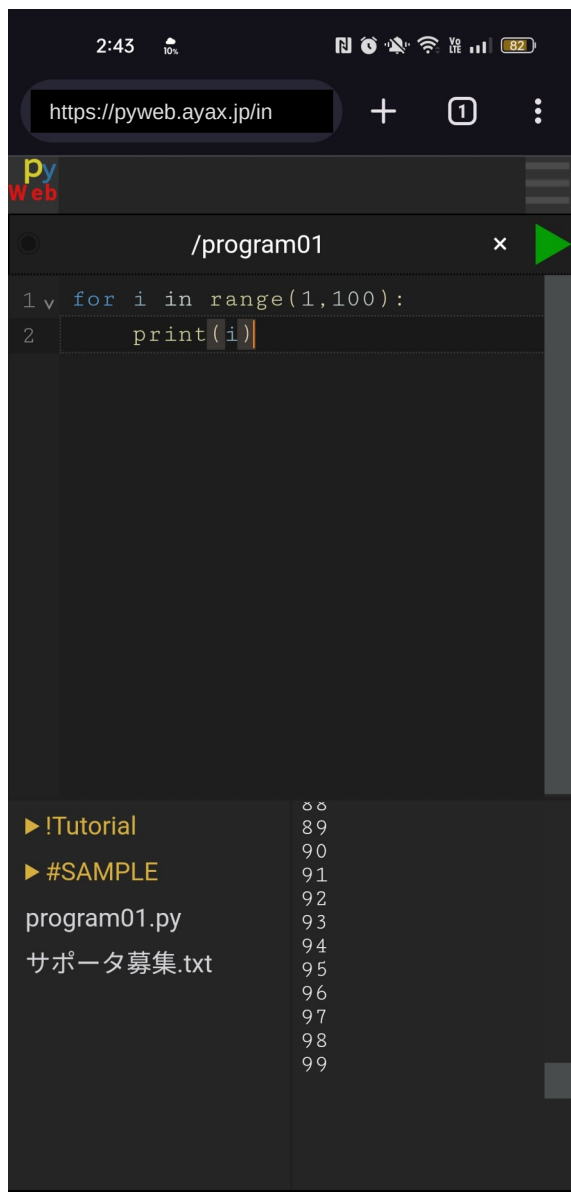 2:43 10% VoLTE 82
https://pyweb.ayax.jp/in + 1
py
Web
/program01 ×
1 for i in range(1,100):
2 print(i)
▶ !Tutorial
▶ #SAMPLE
program01.py
サポータ募集.txt
88
89
90
91
92
93
94
95
96
97
98
99